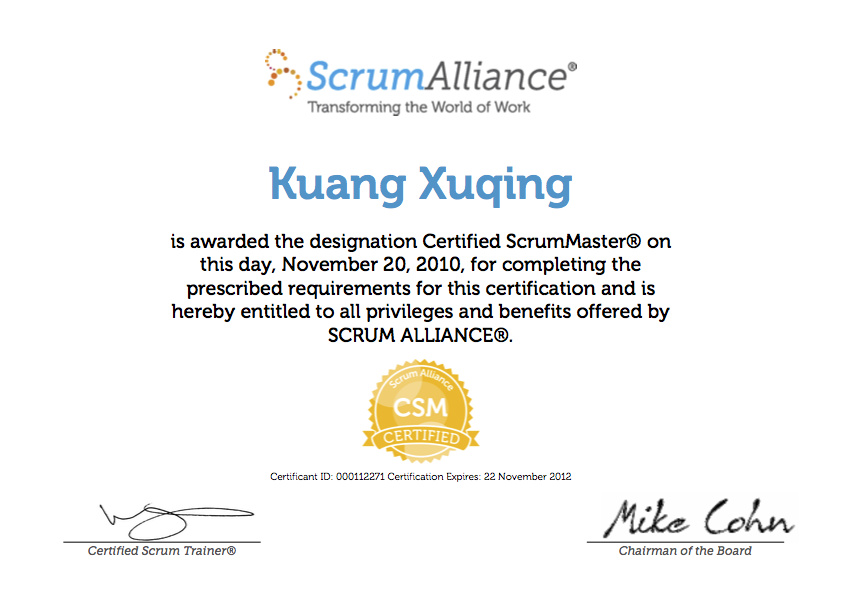 ScrumAlliance®
Transforming the World of Work
Kuang Xuqing
is awarded the designation Certified ScrumMaster® on
this day, November 20, 2010, for completing the
prescribed requirements for this certification and is
hereby entitled to all privileges and benefits offered by
SCRUM ALLIANCE®.
Scrum Alliance
CSM
CERTIFIED
Certificant ID: 000112271 Certification Expires: 22 November 2012
Mike Cohn
Certified Scrum Trainer®
Chairman of the Board